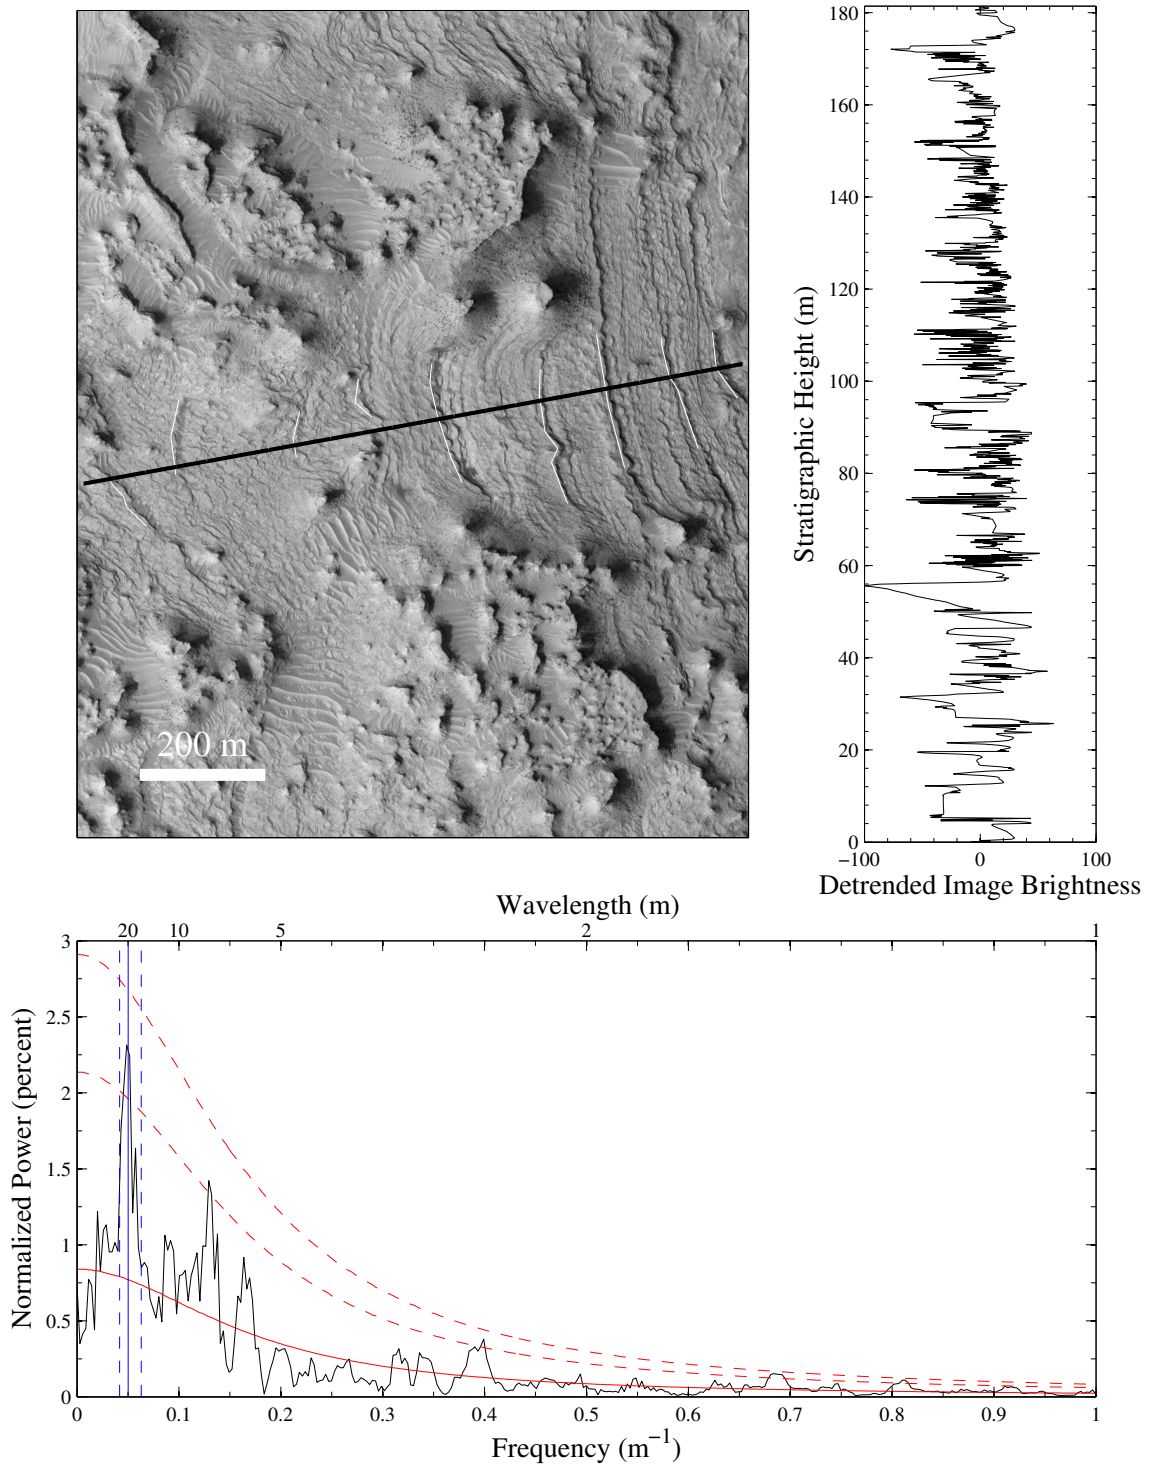 200 m
180
160
140
120
100
80
60
40
20
0
Stratigraphic Height (m)
−100 0 100
Detrended Image Brightness
Wavelength (m)
20 10 5 2 1
3
2.5
2
1.5
1
0.5
0
Normalized Power (percent)
0 0.1 0.2 0.3 0.4 0.5 0.6 0.7 0.8 0.9 1
Frequency (m⁻¹)